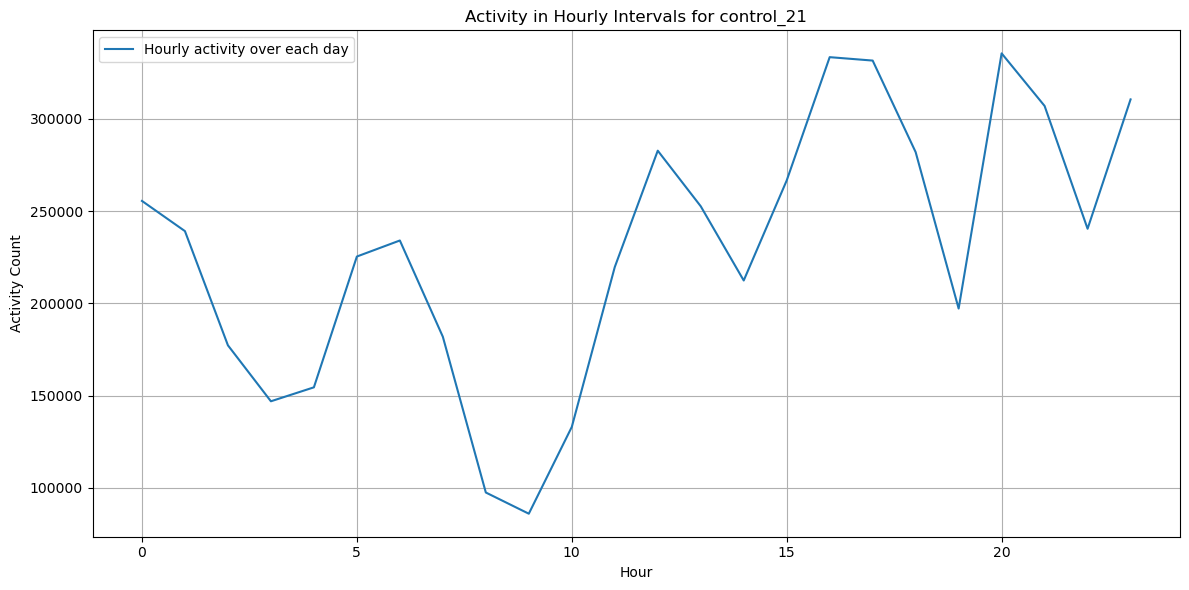 Activity in Hourly Intervals for control_21
Hourly activity over each day
Activity Count
300000
250000
200000
150000
100000
0 5 10 15 20
Hour